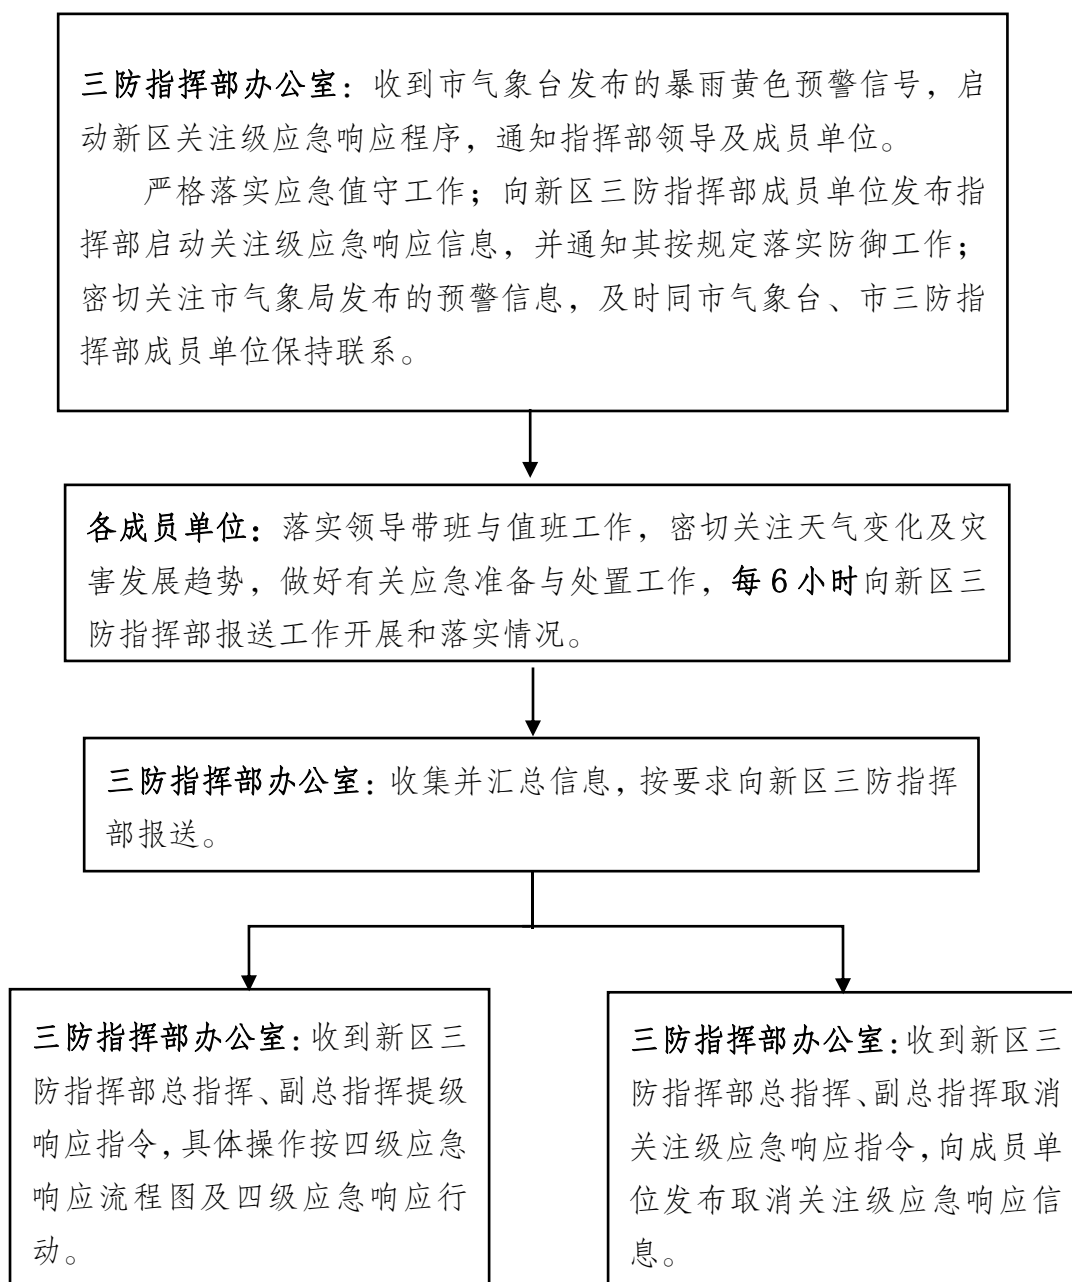 三防指挥部办公室：收到市气象台发布的暴雨黄色预警信号，启
动新区关注级应急响应程序，通知指挥部领导及成员单位。
严格落实应急值守工作；向新区三防指挥部成员单位发布指
挥部启动关注级应急响应信息，并通知其按规定落实防御工作；
密切关注市气象局发布的预警信息，及时同市气象台、市三防指
挥部成员单位保持联系。
各成员单位：落实领导带班与值班工作，密切关注天气变化及灾
害发展趋势，做好有关应急准备与处置工作，每 6 小时向新区三
防指挥部报送工作开展和落实情况。
三防指挥部办公室：收集并汇总信息，按要求向新区三防指挥
部报送。
三防指挥部办公室：收到新区三
防指挥部总指挥、副总指挥提级
响应指令，具体操作按四级应急
响应流程图及四级应急响应行
动。
三防指挥部办公室：收到新区三
防指挥部总指挥、副总指挥取消
关注级应急响应指令，向成员单
位发布取消关注级应急响应信
息。